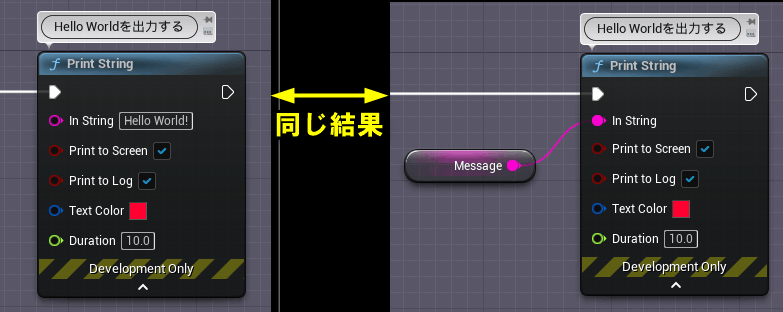 Hello Worldを出力する
Print String
In String Hello World!
Print to Screen
Print to Log
Text Color
Duration 10.0
Development Only
同じ結果
Message
Hello Worldを出力する
Print String
In String
Print to Screen
Print to Log
Text Color
Duration 10.0
Development Only